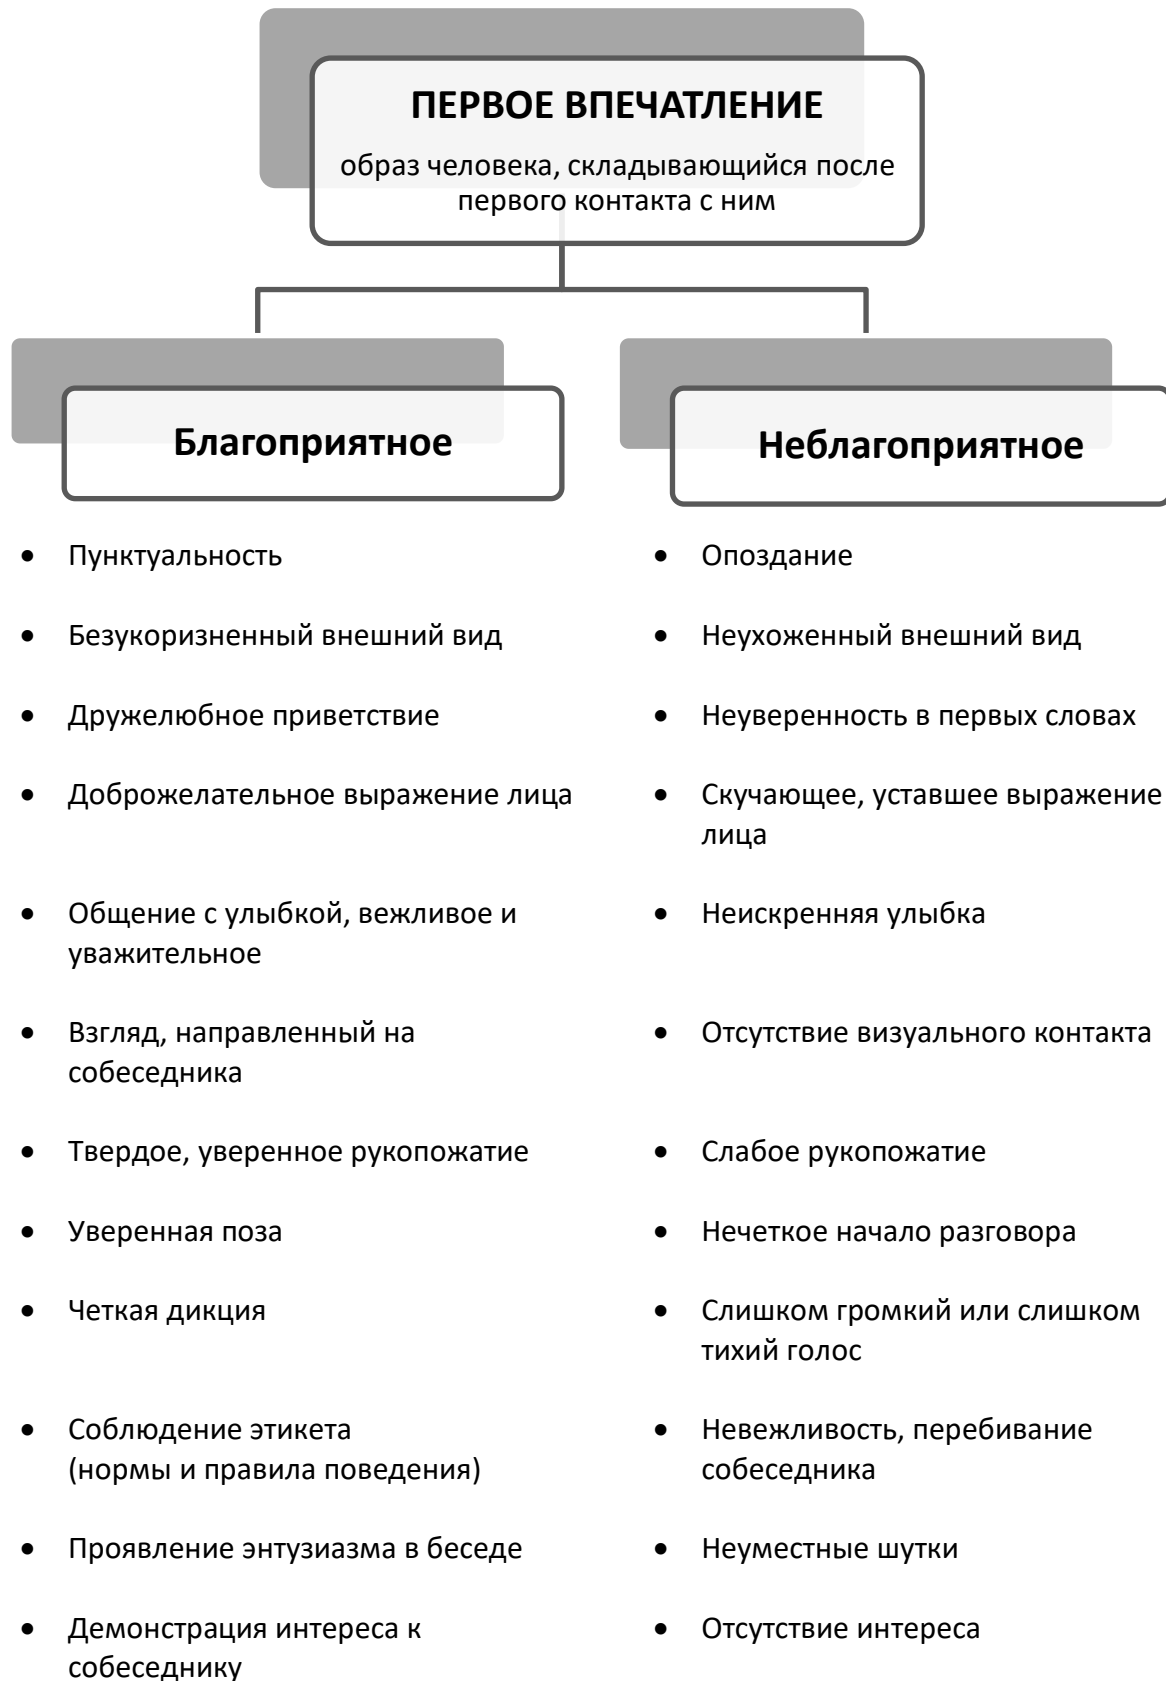 ПЕРВОЕ ВПЕЧАТЛЕНИЕ
образ человека, складывающийся после
первого контакта с ним
Благоприятное
• Пунктуальность
• Безукоризненный внешний вид
• Дружелюбное приветствие
• Доброжелательное выражение лица
• Общение с улыбкой, вежливое и
уважительное
• Взгляд, направленный на
собеседника
• Твердое, уверенное рукопожатие
• Уверенная поза
• Четкая дикция
• Соблюдение этикета
(нормы и правила поведения)
• Проявление энтузиазма в беседе
• Демонстрация интереса к
собеседнику
Неблагоприятное
• Опоздание
• Неухоженный внешний вид
• Неуверенность в первых словах
• Скучающее, уставшее выражение
лица
• Неискренняя улыбка
• Отсутствие визуального контакта
• Слабое рукопожатие
• Нечеткое начало разговора
• Слишком громкий или слишком
тихий голос
• Невежливость, перебивание
собеседника
• Неуместные шутки
• Отсутствие интереса